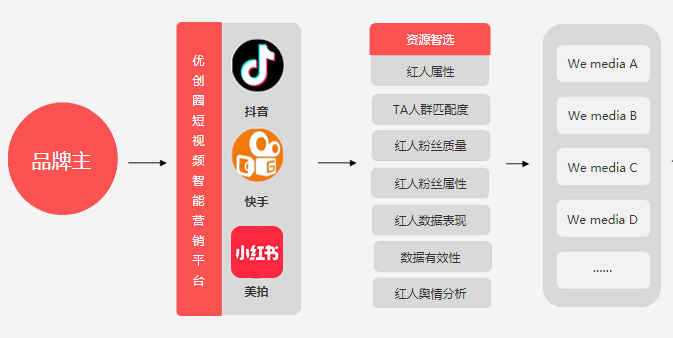 品牌主
优创圈短视频智能营销平台
抖音
快手
小红书
美拍
资源智选
红人属性
TA人群匹配度
红人粉丝质量
红人粉丝属性
红人数据表现
数据有效性
红人舆情分析
We media A
We media B
We media C
We media D
······